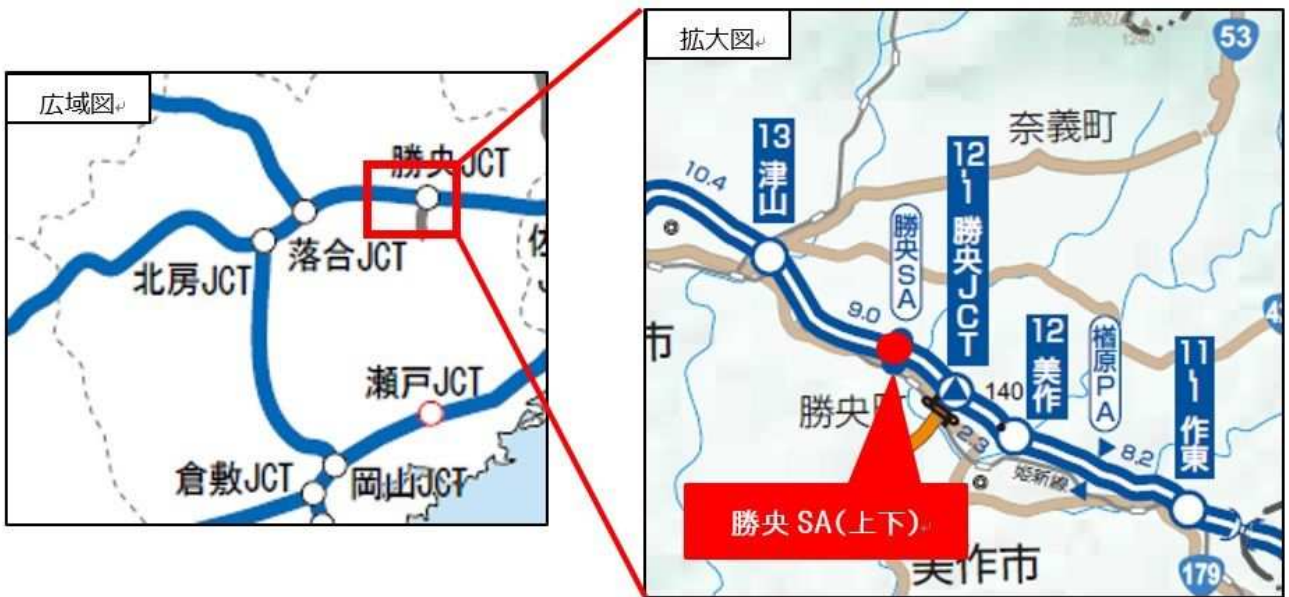 広域図
勝央JCT
落合JCT
北房JCT
佐
瀬戸JCT
倉敷JCT
岡山JCT
拡大図
1240
53
奈義町
13 津山
10.4
12-1 勝央JCT
勝央SA
9.0
12 美作
楢原PA
11-1 作東
市
勝央町
140
2.3
8.2
姫新線
勝央 SA(上下)
美作市
179